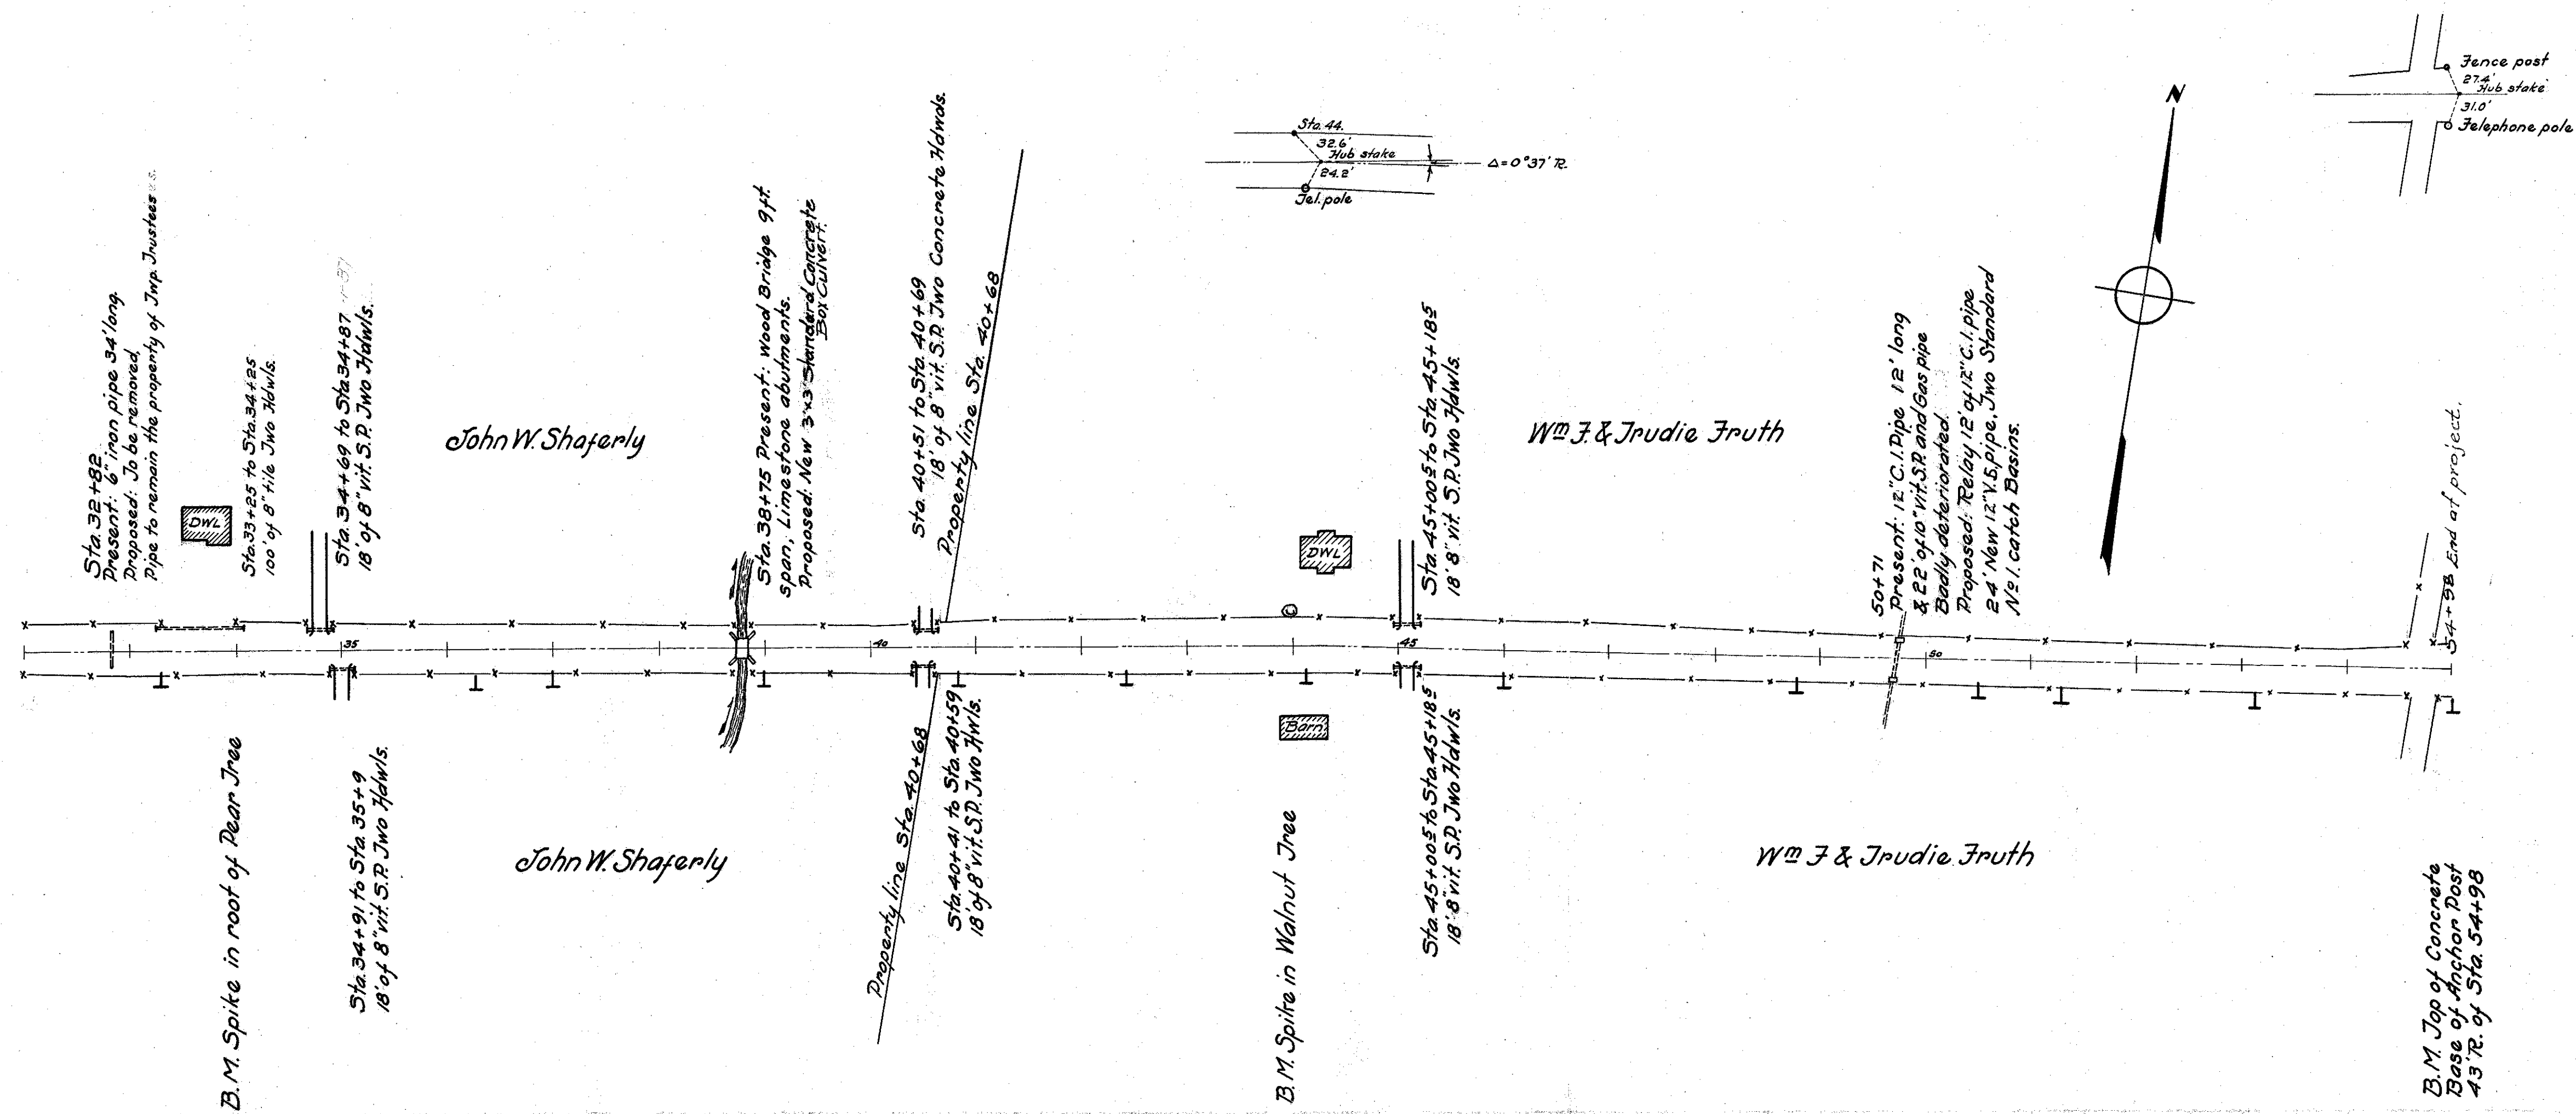 Fence post
27.4'
Hub stake
31.0'
Telephone pole
N
Sta. 44.
32.6'
Hub stake
24.2'
Tel. pole
Δ=0°37' R.
Sta. 32+82
Present: 6" iron pipe 34' long.
Proposed: To be removed,
Pipe to remain the property of Twp. Trustees.
DWL
Sta. 33+25 to Sta. 34+25
100' of 8" tile Two Hdwls.
Sta. 34+69 to Sta 34+87
18' of 8" vit. S.P. Two Hdwls.
John W. Shaferly
Sta. 38+75 Present: Wood Bridge 9 ft.
span, Limestone abutments.
Proposed: New 3'x3' Standard Concrete
Box Culvert.
Sta. 40+51 to Sta. 40+69
18' of 8" vit. S.P. Two Concrete Hdwls.
Property line Sta. 40+68
DWL
Sta. 45+00⁵ to Sta. 45+18⁵
18' 8" vit. S.P. Two Hdwls.
Wm F. & Trudie Fruth
50+71
Present: 12" C.I. Pipe 12' long
& 22' of 10" vit. S.P. and Gas pipe
Badly deteriorated.
Proposed: Relay 12' of 12" C.I. pipe
24' New 12" V.S. pipe, Two Standard
No 1. catch Basins.
54+98 End of project.
35
40
45
50
B.M. Spike in root of Pear Tree
Sta. 34+91 to Sta. 35+9
18' of 8" vit. S.P. Two Hdwls.
John W. Shaferly
Property line Sta. 40+68
Sta. 40+41 to Sta. 40+59
18' of 8" vit. S.P. Two Hwls.
Barn
B.M. Spike in Walnut Tree
Sta. 45+00⁵ to Sta. 45+18⁵
18' 8" vit. S.P. Two Hdwls.
Wm F & Trudie Fruth
B.M. Top of Concrete
Base of Anchor Post
43' R. of Sta. 54+98